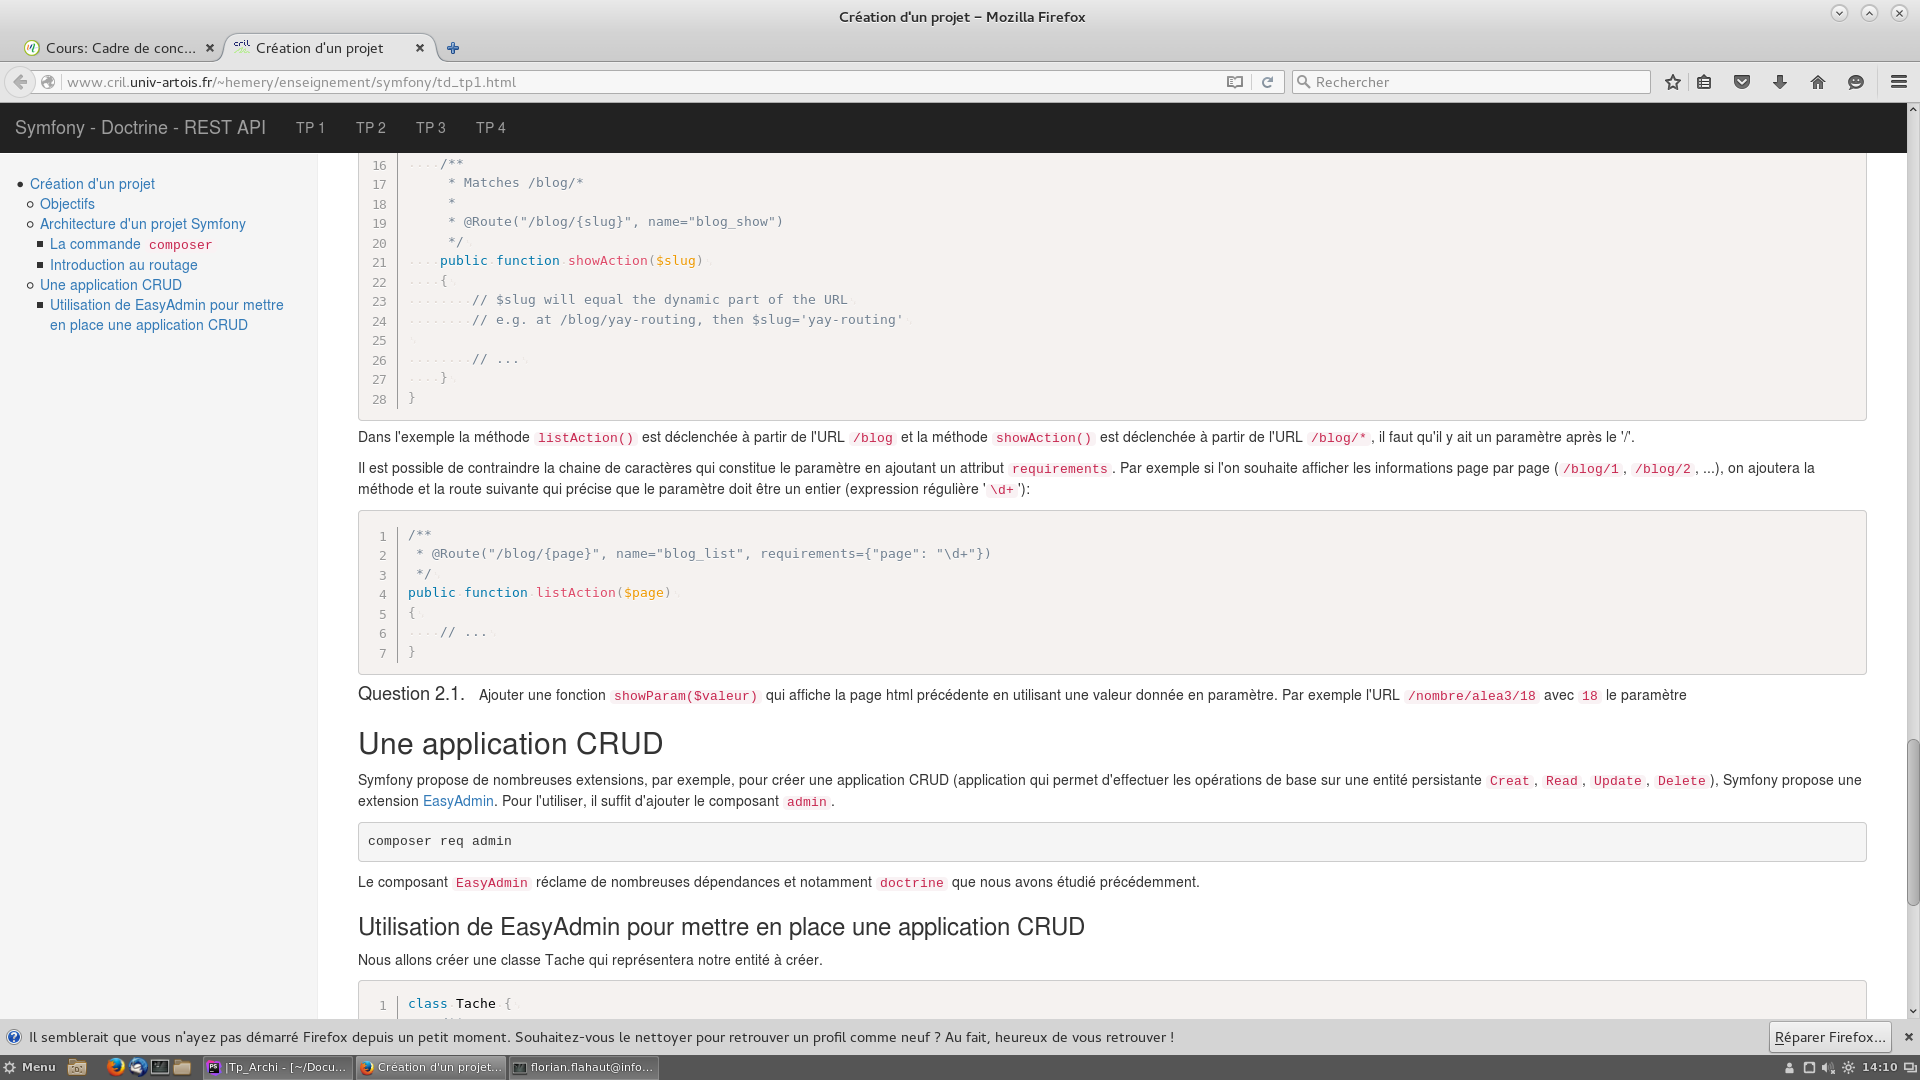 Création d'un projet – Mozilla Firefox
Cours: Cadre de conc...
cril
Création d'un projet
www.cril.univ-artois.fr/~hemery/enseignement/symfony/td_tp1.html
Rechercher
Symfony - Doctrine - REST API TP 1 TP 2 TP 3 TP 4
Création d'un projet
Objectifs
Architecture d'un projet Symfony
La commande composer
Introduction au routage
Une application CRUD
Utilisation de EasyAdmin pour mettre
en place une application CRUD
16 /**
17 * Matches /blog/*
18 *
19 * @Route("/blog/{slug}", name="blog_show")
20 */
21 public function showAction($slug)
22 {
23 // $slug will equal the dynamic part of the URL
24 // e.g. at /blog/yay-routing, then $slug='yay-routing'
25
26 // ...
27 }
28 }
Dans l'exemple la méthode listAction() est déclenchée à partir de l'URL /blog et la méthode showAction() est déclenchée à partir de l'URL /blog/*, il faut qu'il y ait un paramètre après le '/'.
Il est possible de contraindre la chaine de caractères qui constitue le paramètre en ajoutant un attribut requirements. Par exemple si l'on souhaite afficher les informations page par page ( /blog/1, /blog/2, ...), on ajoutera la
méthode et la route suivante qui précise que le paramètre doit être un entier (expression régulière '\d+'):
1 /**
2 * @Route("/blog/{page}", name="blog_list", requirements={"page": "\d+"})
3 */
4 public function listAction($page)
5 {
6 // ...
7 }
Question 2.1. Ajouter une fonction showParam($valeur) qui affiche la page html précédente en utilisant une valeur donnée en paramètre. Par exemple l'URL /nombre/alea3/18 avec 18 le paramètre
Une application CRUD
Symfony propose de nombreuses extensions, par exemple, pour créer une application CRUD (application qui permet d'effectuer les opérations de base sur une entité persistante Creat, Read, Update, Delete), Symfony propose une
extension EasyAdmin. Pour l'utiliser, il suffit d'ajouter le composant admin.
composer req admin
Le composant EasyAdmin réclame de nombreuses dépendances et notamment doctrine que nous avons étudié précédemment.
Utilisation de EasyAdmin pour mettre en place une application CRUD
Nous allons créer une classe Tache qui représentera notre entité à créer.
1 class Tache {
Il semblerait que vous n'ayez pas démarré Firefox depuis un petit moment. Souhaitez-vous le nettoyer pour retrouver un profil comme neuf ? Au fait, heureux de vous retrouver !
Réparer Firefox...
Menu
|Tp_Archi - [~/Docu...
Création d'un projet...
florian.flahaut@info...
14:10